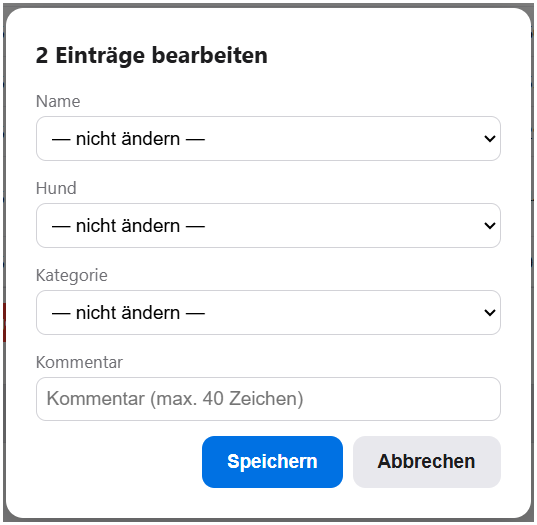 2 Einträge bearbeiten
Name
— nicht ändern —
Hund
— nicht ändern —
Kategorie
— nicht ändern —
Kommentar
Kommentar (max. 40 Zeichen)
Speichern Abbrechen